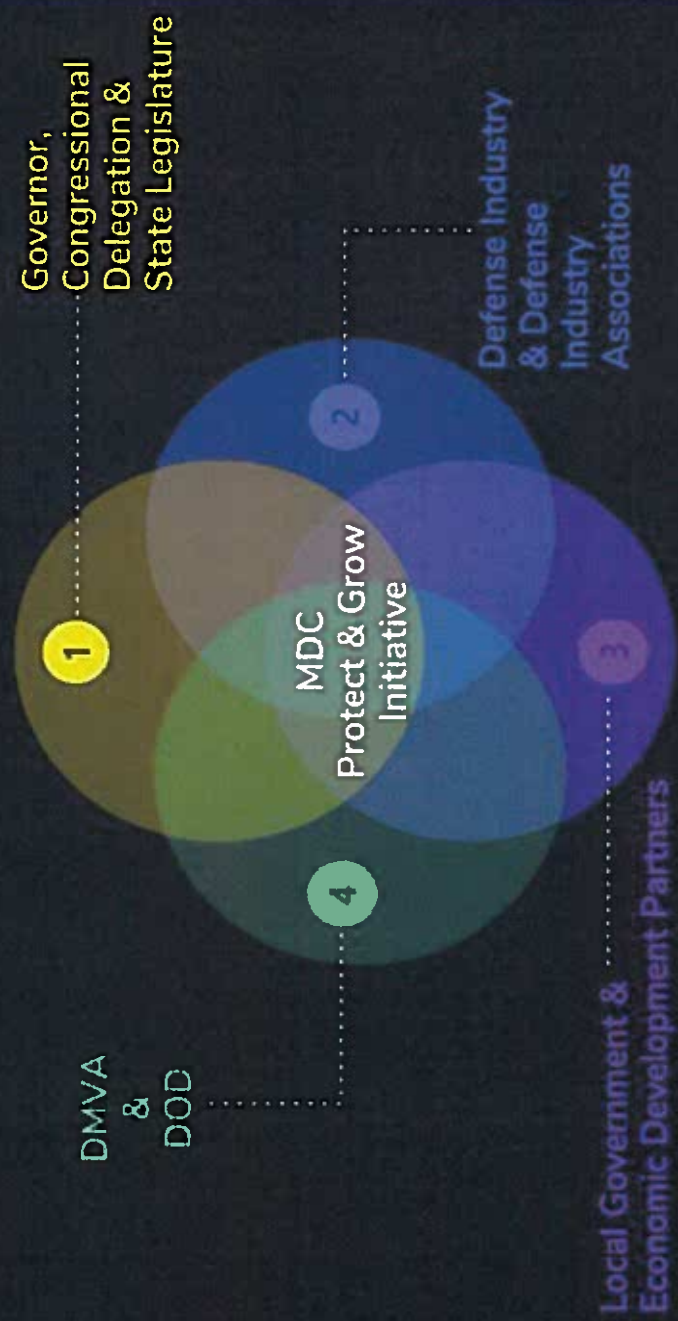 Governor,
Congressional
Delegation &
State Legislature
1
2
Defense Industry
& Defense
Industry
Associations
MDC
Protect & Grow
Initiative
3
Local Government &
Economic Development Partners
4
DMVA
&
DOD